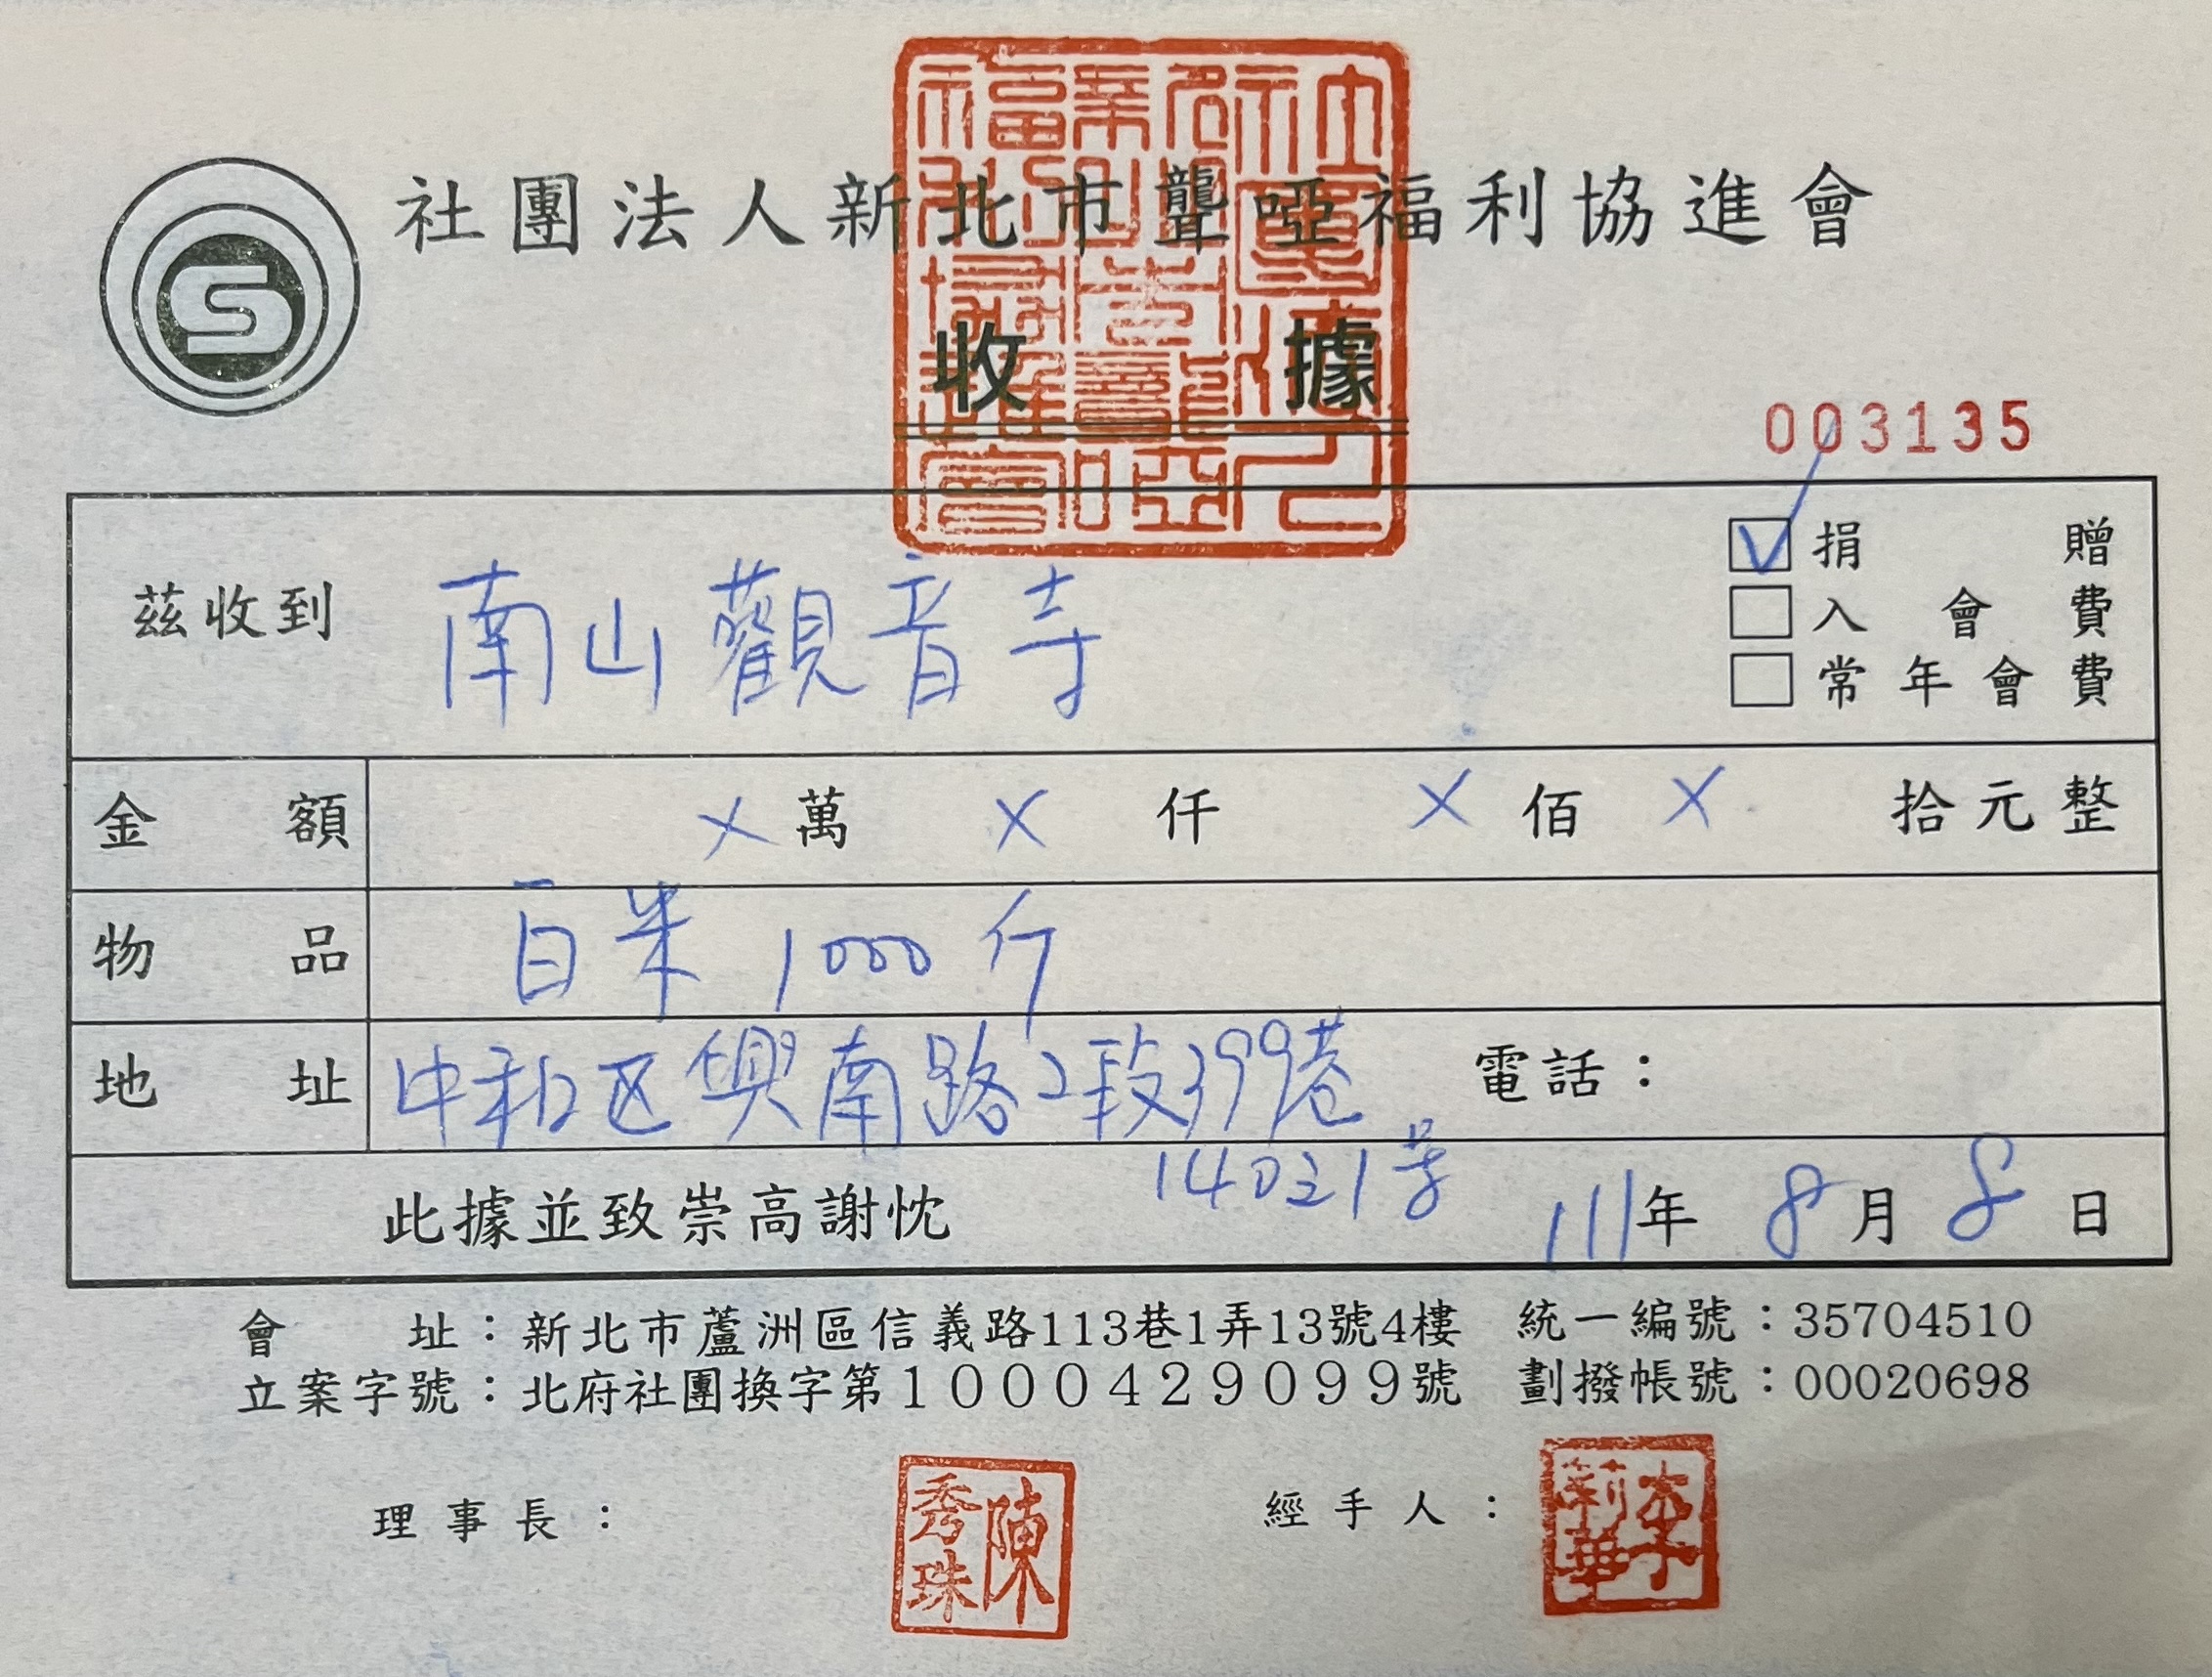 社團法人新北市聾啞福利協進會
收據
003135
茲收到 南山觀音寺
☑捐贈
☐入會費
☐常年會費
金額 ×萬 ×仟 ×佰 × 拾元整
物品 白米 1000 斤
地址 中和区興南路2段399巷 電話：
140之1号
此據並致崇高謝忱 111年 8月 8日
會址：新北市蘆洲區信義路113巷1弄13號4樓 統一編號：35704510
立案字號：北府社團換字第1000429099號 劃撥帳號：00020698
理事長： 陳秀珠 經手人： 李莉華